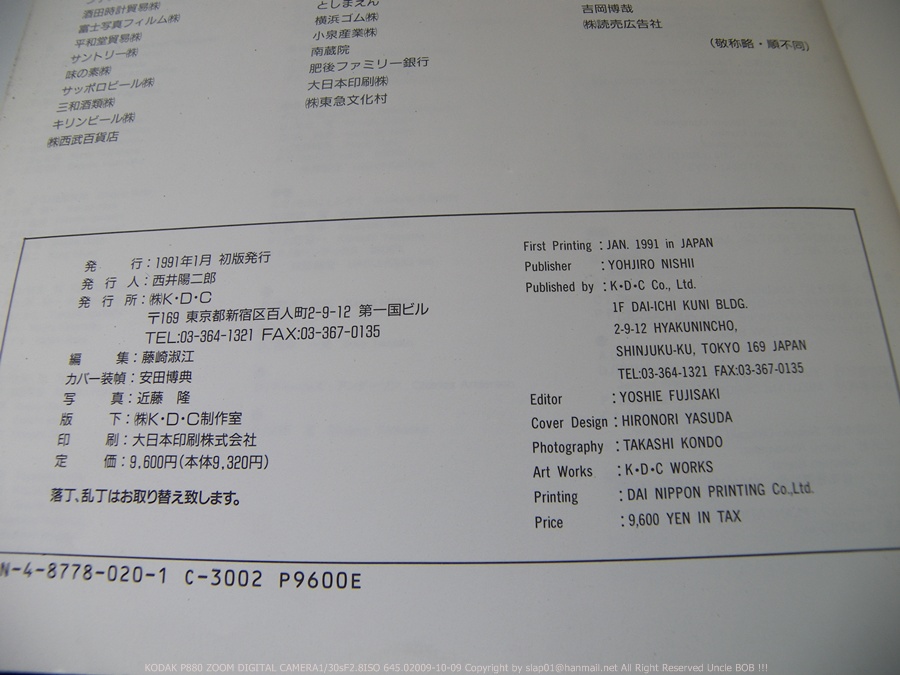 酒田時計貿易㈱
富士写真フイルム㈱
平和堂貿易㈱
サントリー㈱
味の素㈱
サッポロビール㈱
三和酒類㈱
キリンビール㈱
㈱西武百貨店
としまえん
横浜ゴム㈱
小泉産業㈱
南蔵院
肥後ファミリー銀行
大日本印刷㈱
㈱東急文化村
吉岡博哉
㈱読売広告社
(敬称略・順不同)
発 行：1991年1月 初版発行
発 行 人：西井陽二郎
発 行 所：㈱K・D・C
〒169 東京都新宿区百人町2-9-12 第一国ビル
TEL:03-364-1321 FAX:03-367-0135
編 集：藤崎淑江
カバー装幀：安田博典
写 真：近藤 隆
版 下：㈱K・D・C制作室
印 刷：大日本印刷株式会社
定 価：9,600円(本体9,320円)
落丁、乱丁はお取り替え致します。
First Printing : JAN. 1991 in JAPAN
Publisher : YOHJIRO NISHII
Published by : K・D・C Co., Ltd.
1F DAI-ICHI KUNI BLDG.
2-9-12 HYAKUNINCHO,
SHINJUKU-KU, TOKYO 169 JAPAN
TEL:03-364-1321 FAX:03-367-0135
Editor : YOSHIE FUJISAKI
Cover Design : HIRONORI YASUDA
Photography : TAKASHI KONDO
Art Works : K・D・C WORKS
Printing : DAI NIPPON PRINTING Co.,Ltd.
Price : 9,600 YEN IN TAX
N-4-8778-020-1 C-3002 P9600E
KODAK P880 ZOOM DIGITAL CAMERA1/30sF2.8ISO 645 02009-10-09 Copyright by slap01@hanmail.net All Right Reserved Uncle BOB !!!